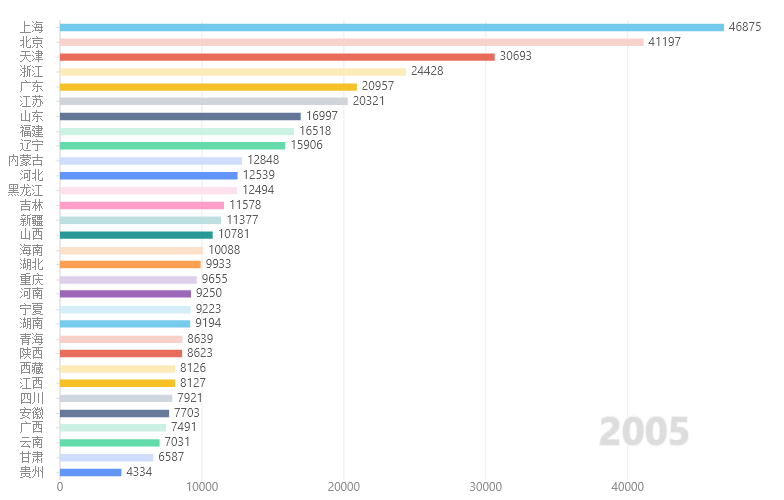 上海 46875
北京 41197
天津 30693
浙江 24428
广东 20957
江苏 20321
山东 16997
福建 16518
辽宁 15906
内蒙古 12848
河北 12539
黑龙江 12494
吉林 11578
新疆 11377
山西 10781
海南 10088
湖北 9933
重庆 9655
河南 9250
宁夏 9223
湖南 9194
青海 8639
陕西 8623
西藏 8126
江西 8127
四川 7921
安徽 7703
广西 7491
云南 7031
甘肃 6587
贵州 4334
2005
0 10000 20000 30000 40000